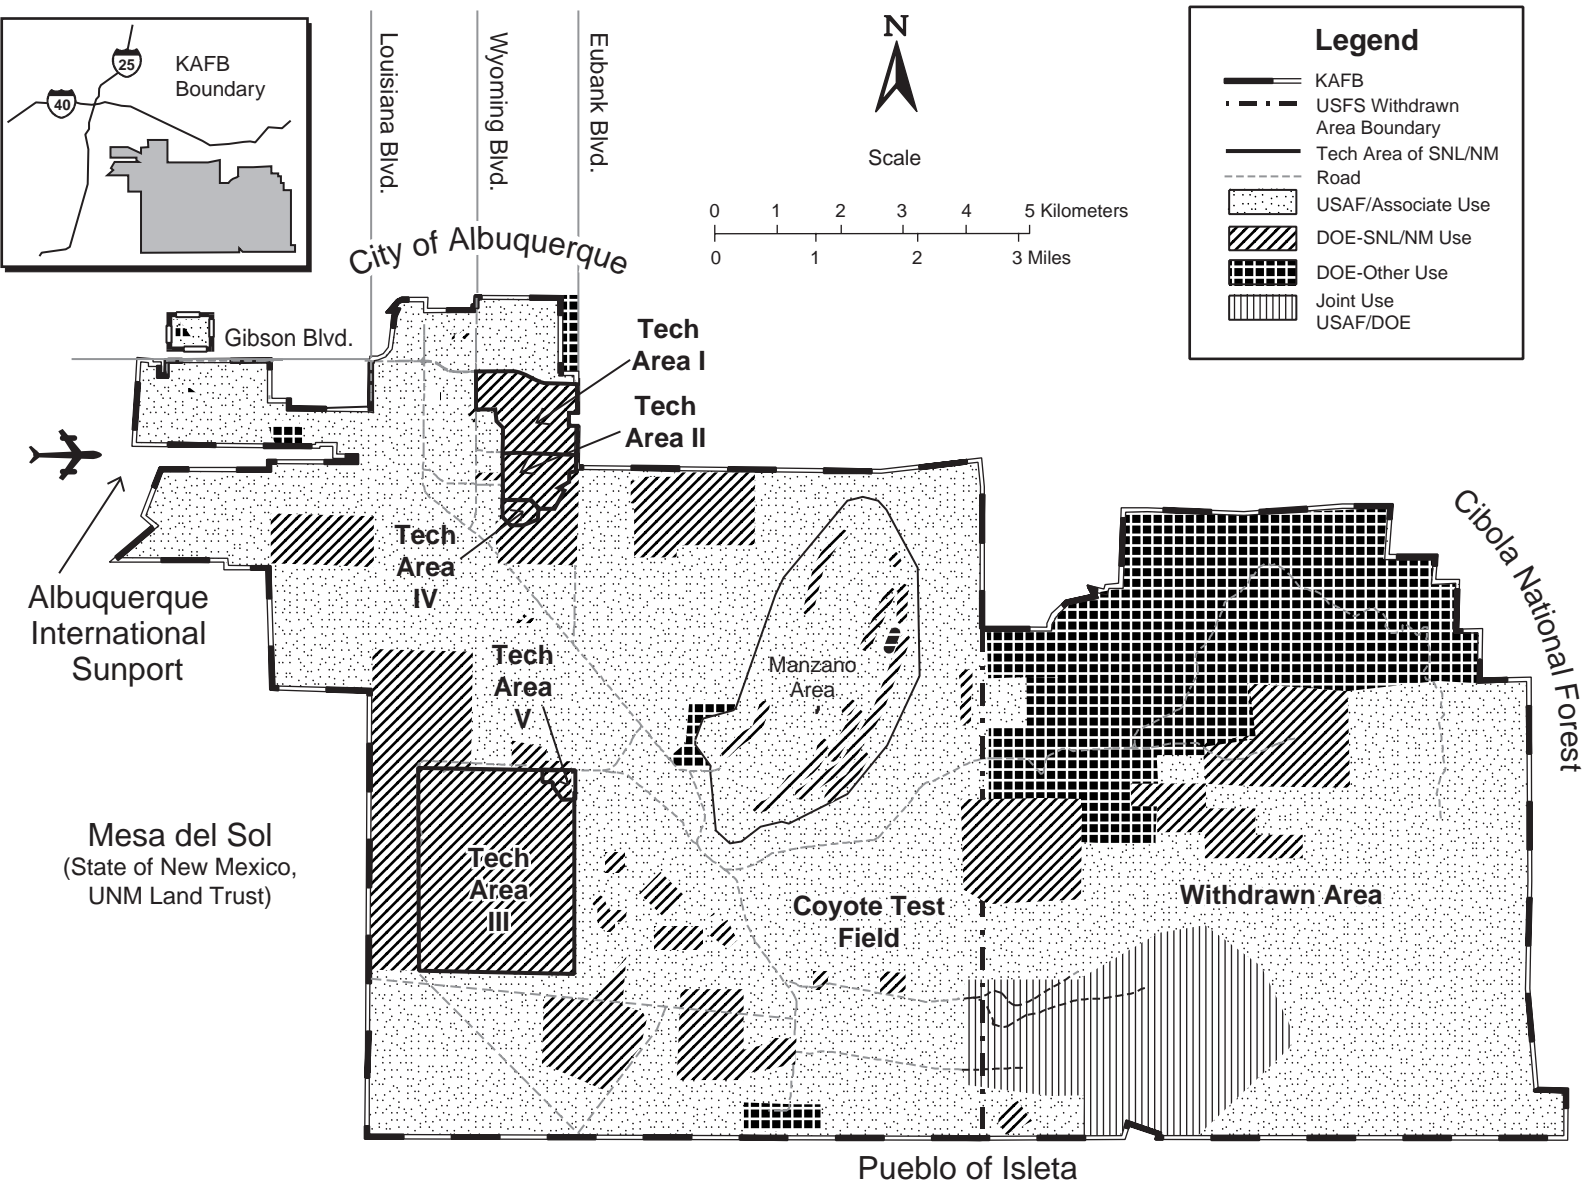 25
KAFB
Boundary
40
Louisiana Blvd.
Wyoming Blvd.
Eubank Blvd.
N
Scale
0 1 2 3 4 5 Kilometers
0 1 2 3 Miles
Legend
KAFB
USFS Withdrawn
Area Boundary
Tech Area of SNL/NM
Road
USAF/Associate Use
DOE-SNL/NM Use
DOE-Other Use
Joint Use
USAF/DOE
City of Albuquerque
Gibson Blvd.
Tech
Area I
Tech
Area II
Tech
Area
IV
Albuquerque
International
Sunport
Tech
Area
V
Manzano
Area
Cibola National Forest
Mesa del Sol
(State of New Mexico,
UNM Land Trust)
Tech
Area
III
Coyote Test
Field
Withdrawn Area
Pueblo of Isleta